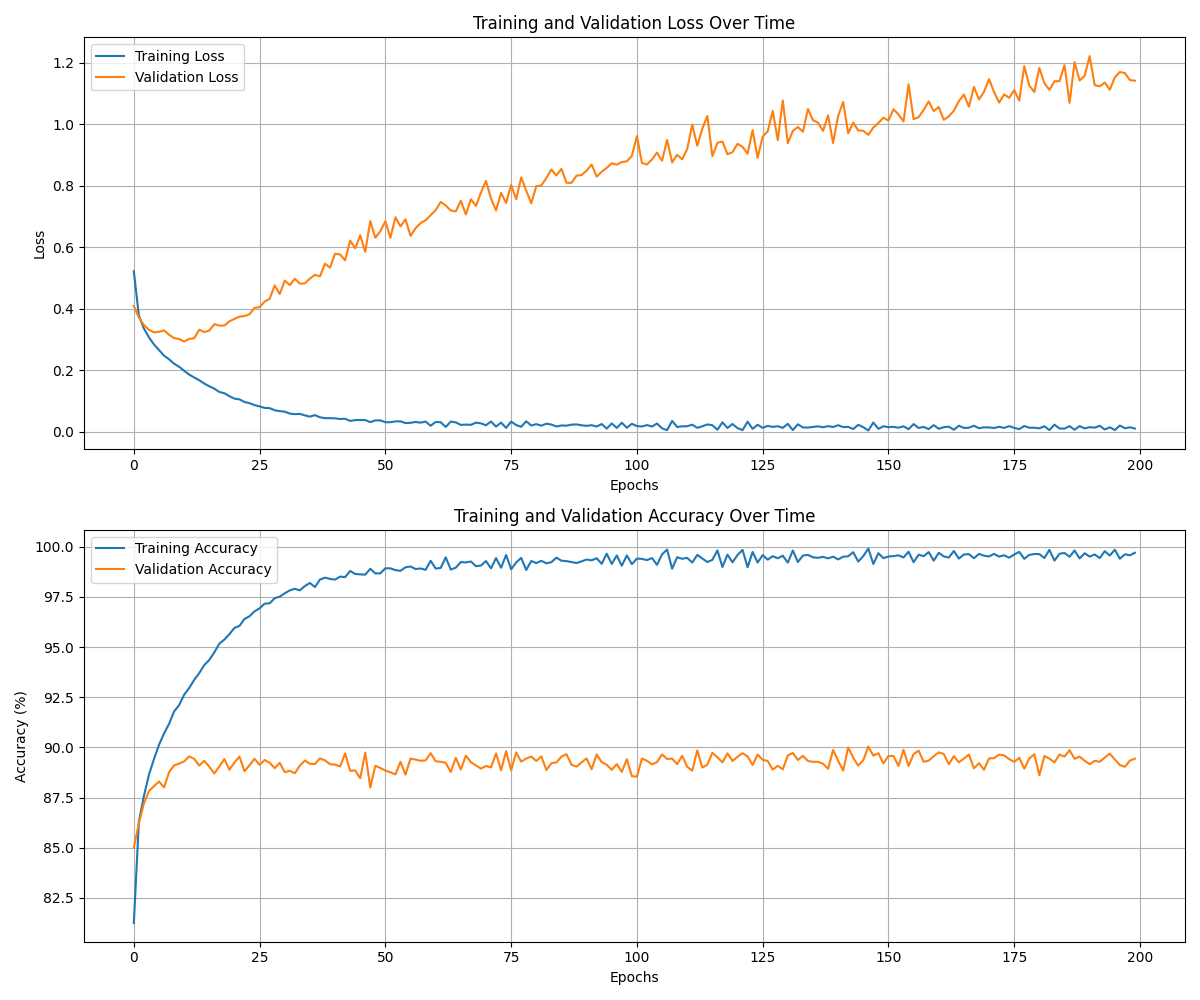 Training and Validation Loss Over Time
Training Loss
Validation Loss
1.2
1.0
0.8
0.6
0.4
0.2
0.0
Loss
0 25 50 75 100 125 150 175 200
Epochs
Training and Validation Accuracy Over Time
Training Accuracy
Validation Accuracy
100.0
97.5
95.0
92.5
90.0
87.5
85.0
82.5
Accuracy (%)
0 25 50 75 100 125 150 175 200
Epochs